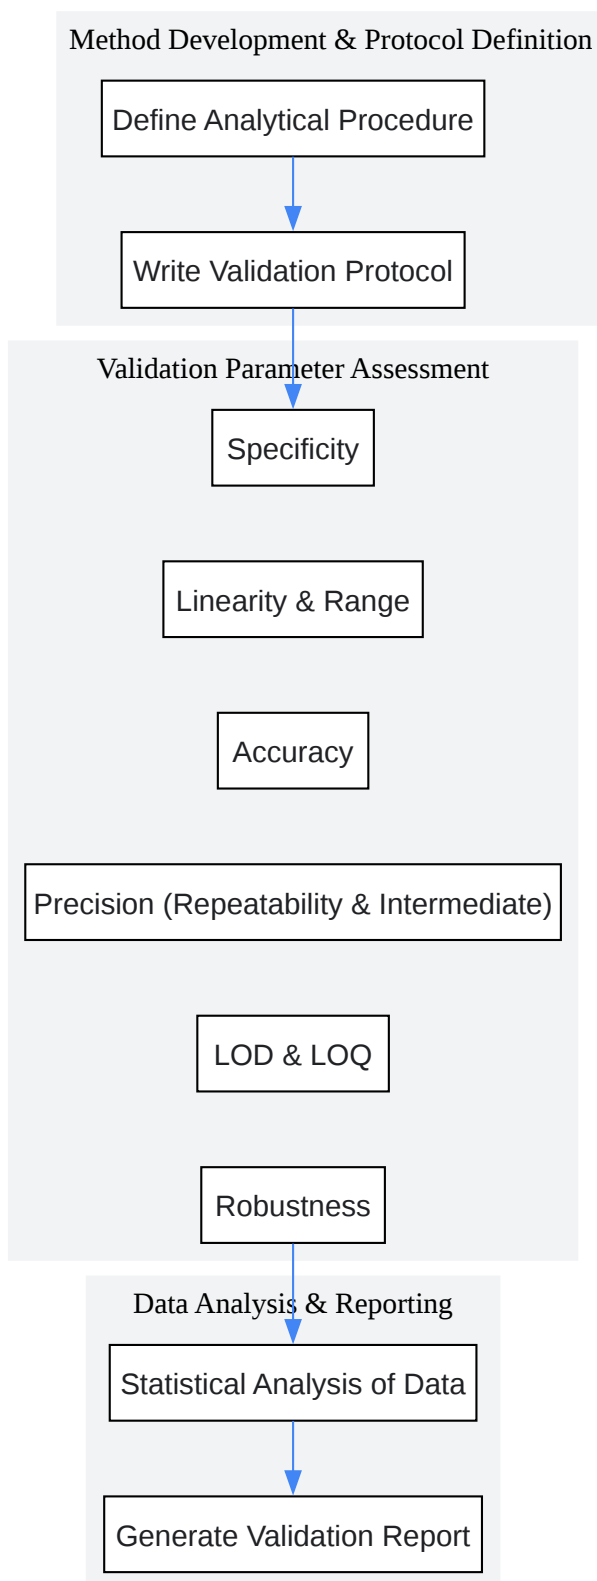 Method Development & Protocol Definition
Define Analytical Procedure
Write Validation Protocol
Validation Parameter Assessment
Specificity
Linearity & Range
Accuracy
Precision (Repeatability & Intermediate)
LOD & LOQ
Robustness
Data Analysis & Reporting
Statistical Analysis of Data
Generate Validation Report